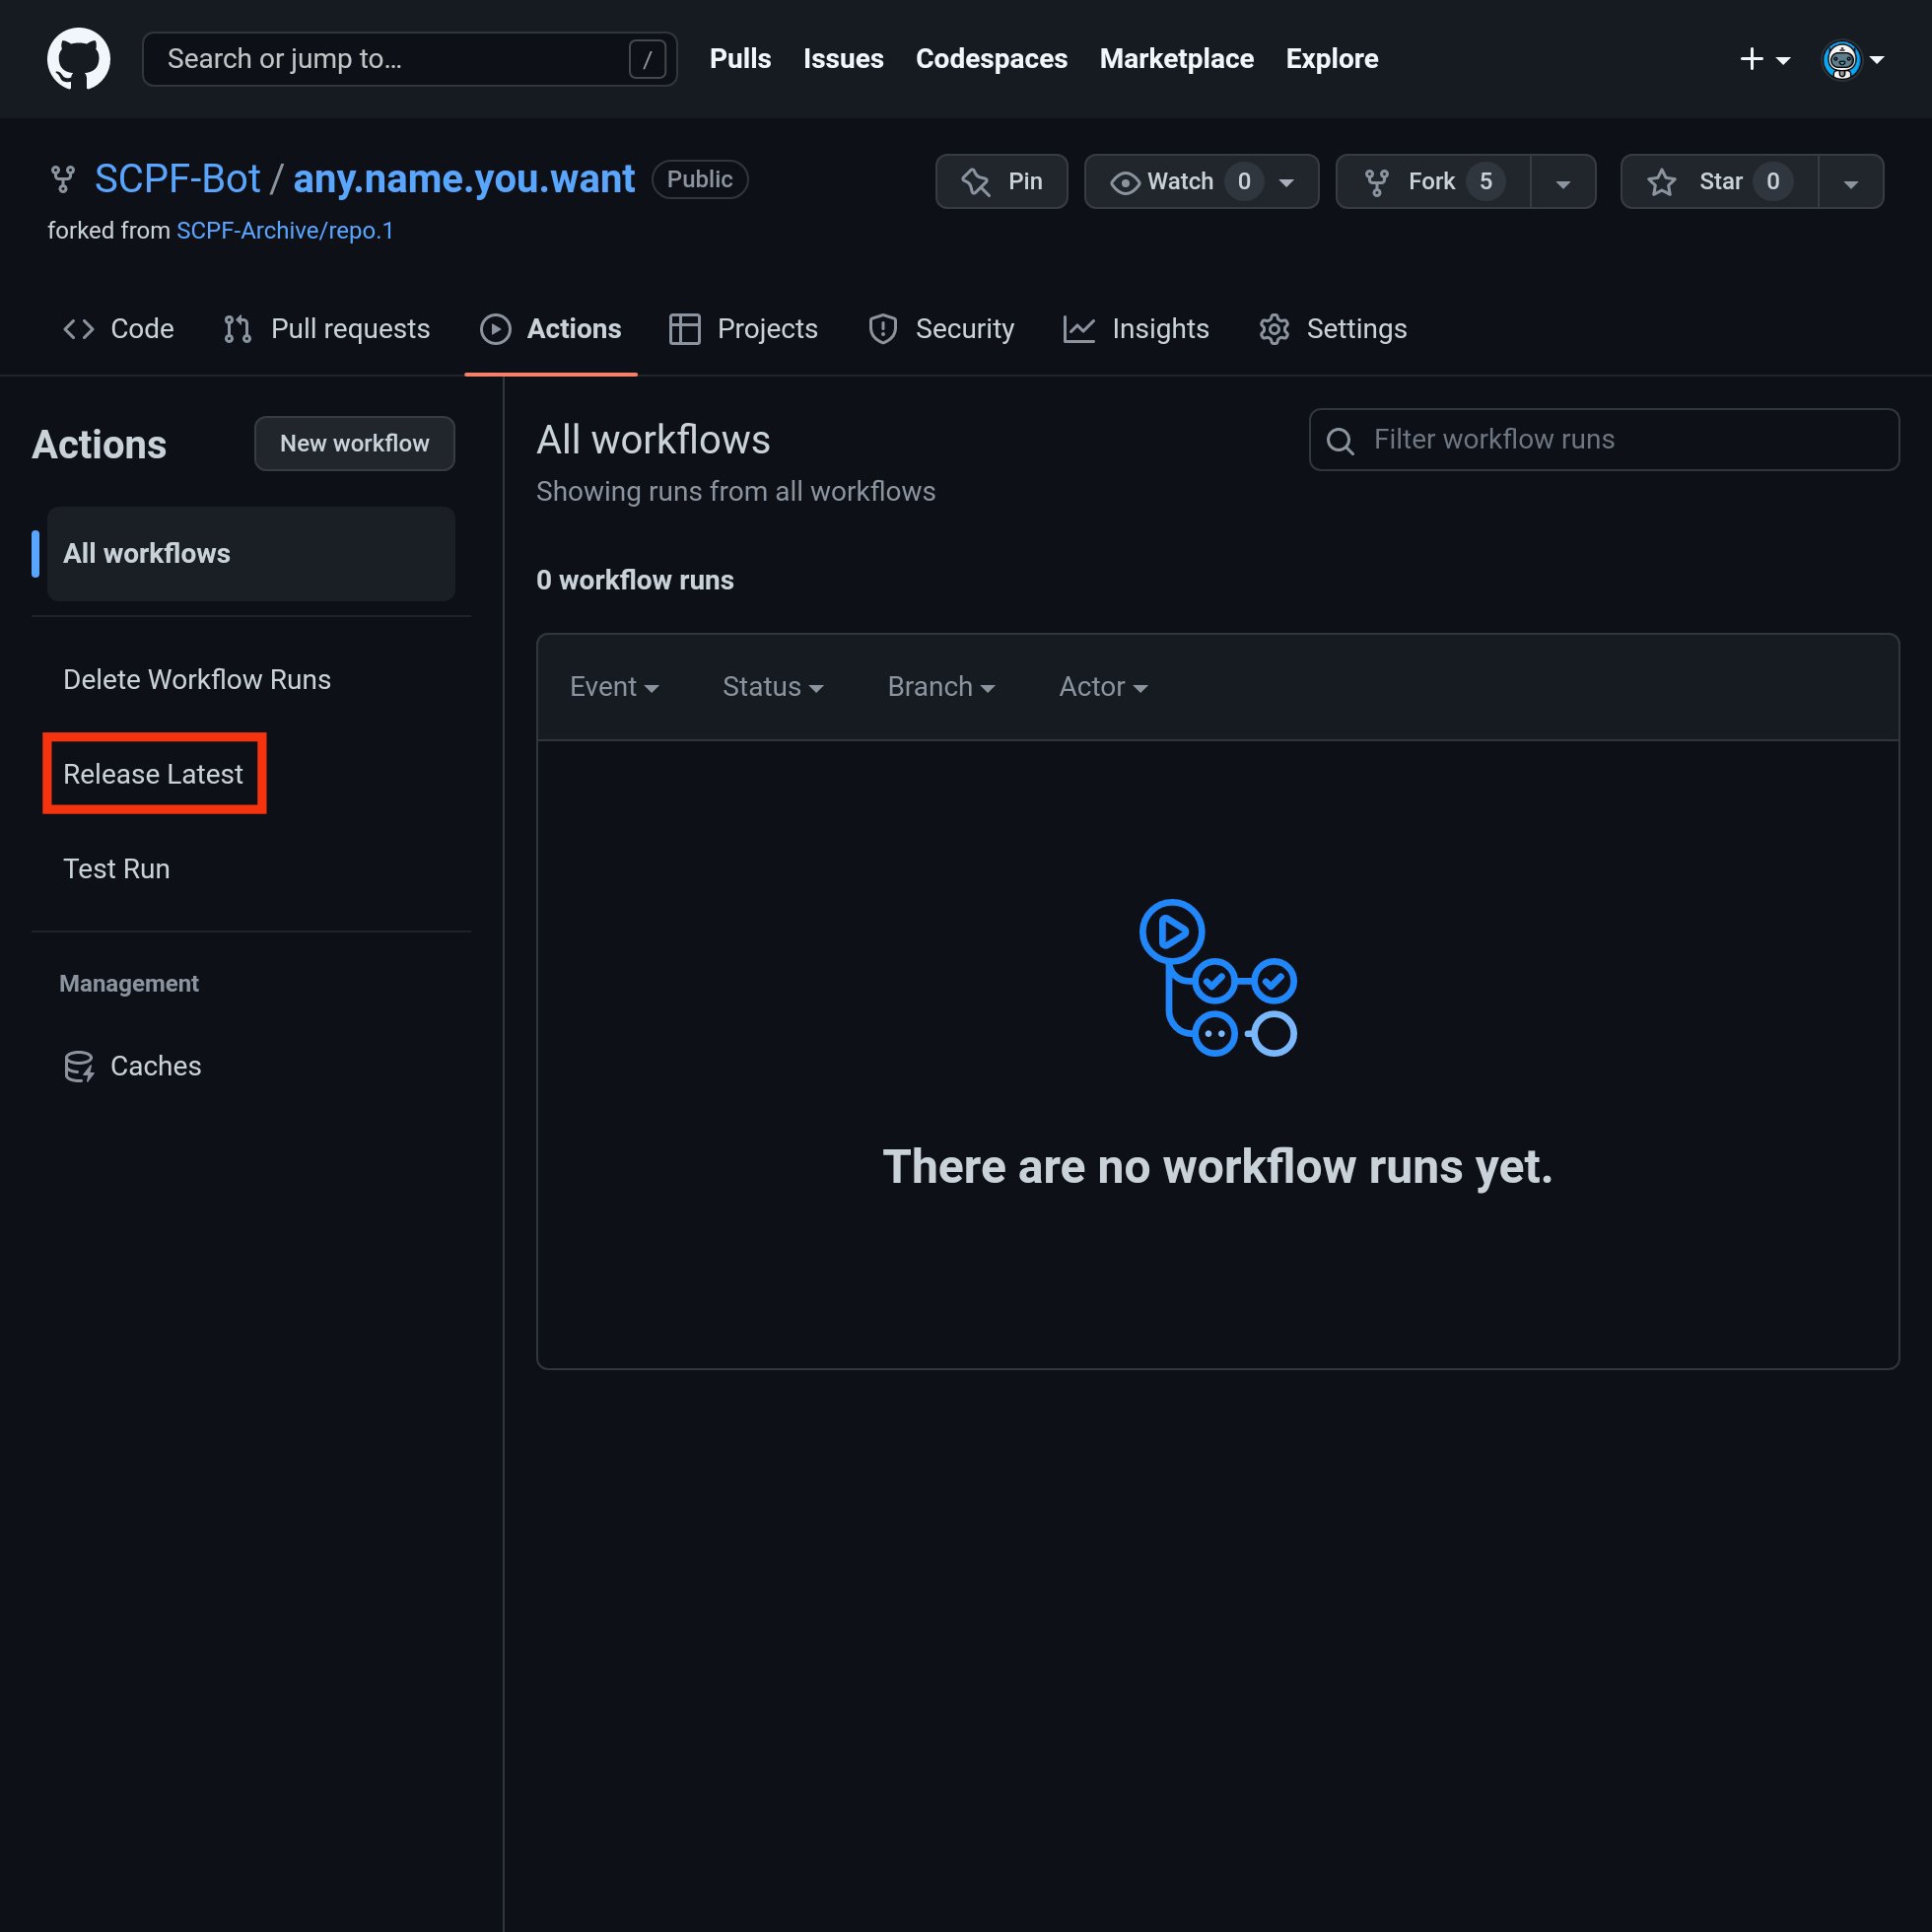 Search or jump to... /
Pulls Issues Codespaces Marketplace Explore
SCPF-Bot / any.name.you.want Public
Pin Watch 0 Fork 5 Star 0
forked from SCPF-Archive/repo.1
Code Pull requests Actions Projects Security Insights Settings
Actions New workflow
All workflows
Delete Workflow Runs
Release Latest
Test Run
Management
Caches
All workflows
Filter workflow runs
Showing runs from all workflows
0 workflow runs
Event Status Branch Actor
There are no workflow runs yet.